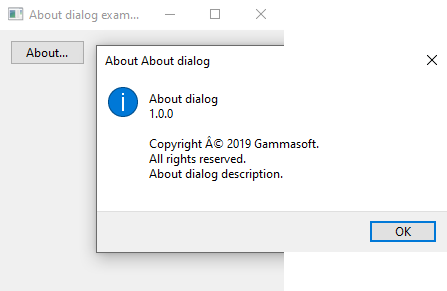 About dialog exam...
About...
About About dialog
About dialog
1.0.0
Copyright Â© 2019 Gammasoft.
All rights reserved.
About dialog description.
OK